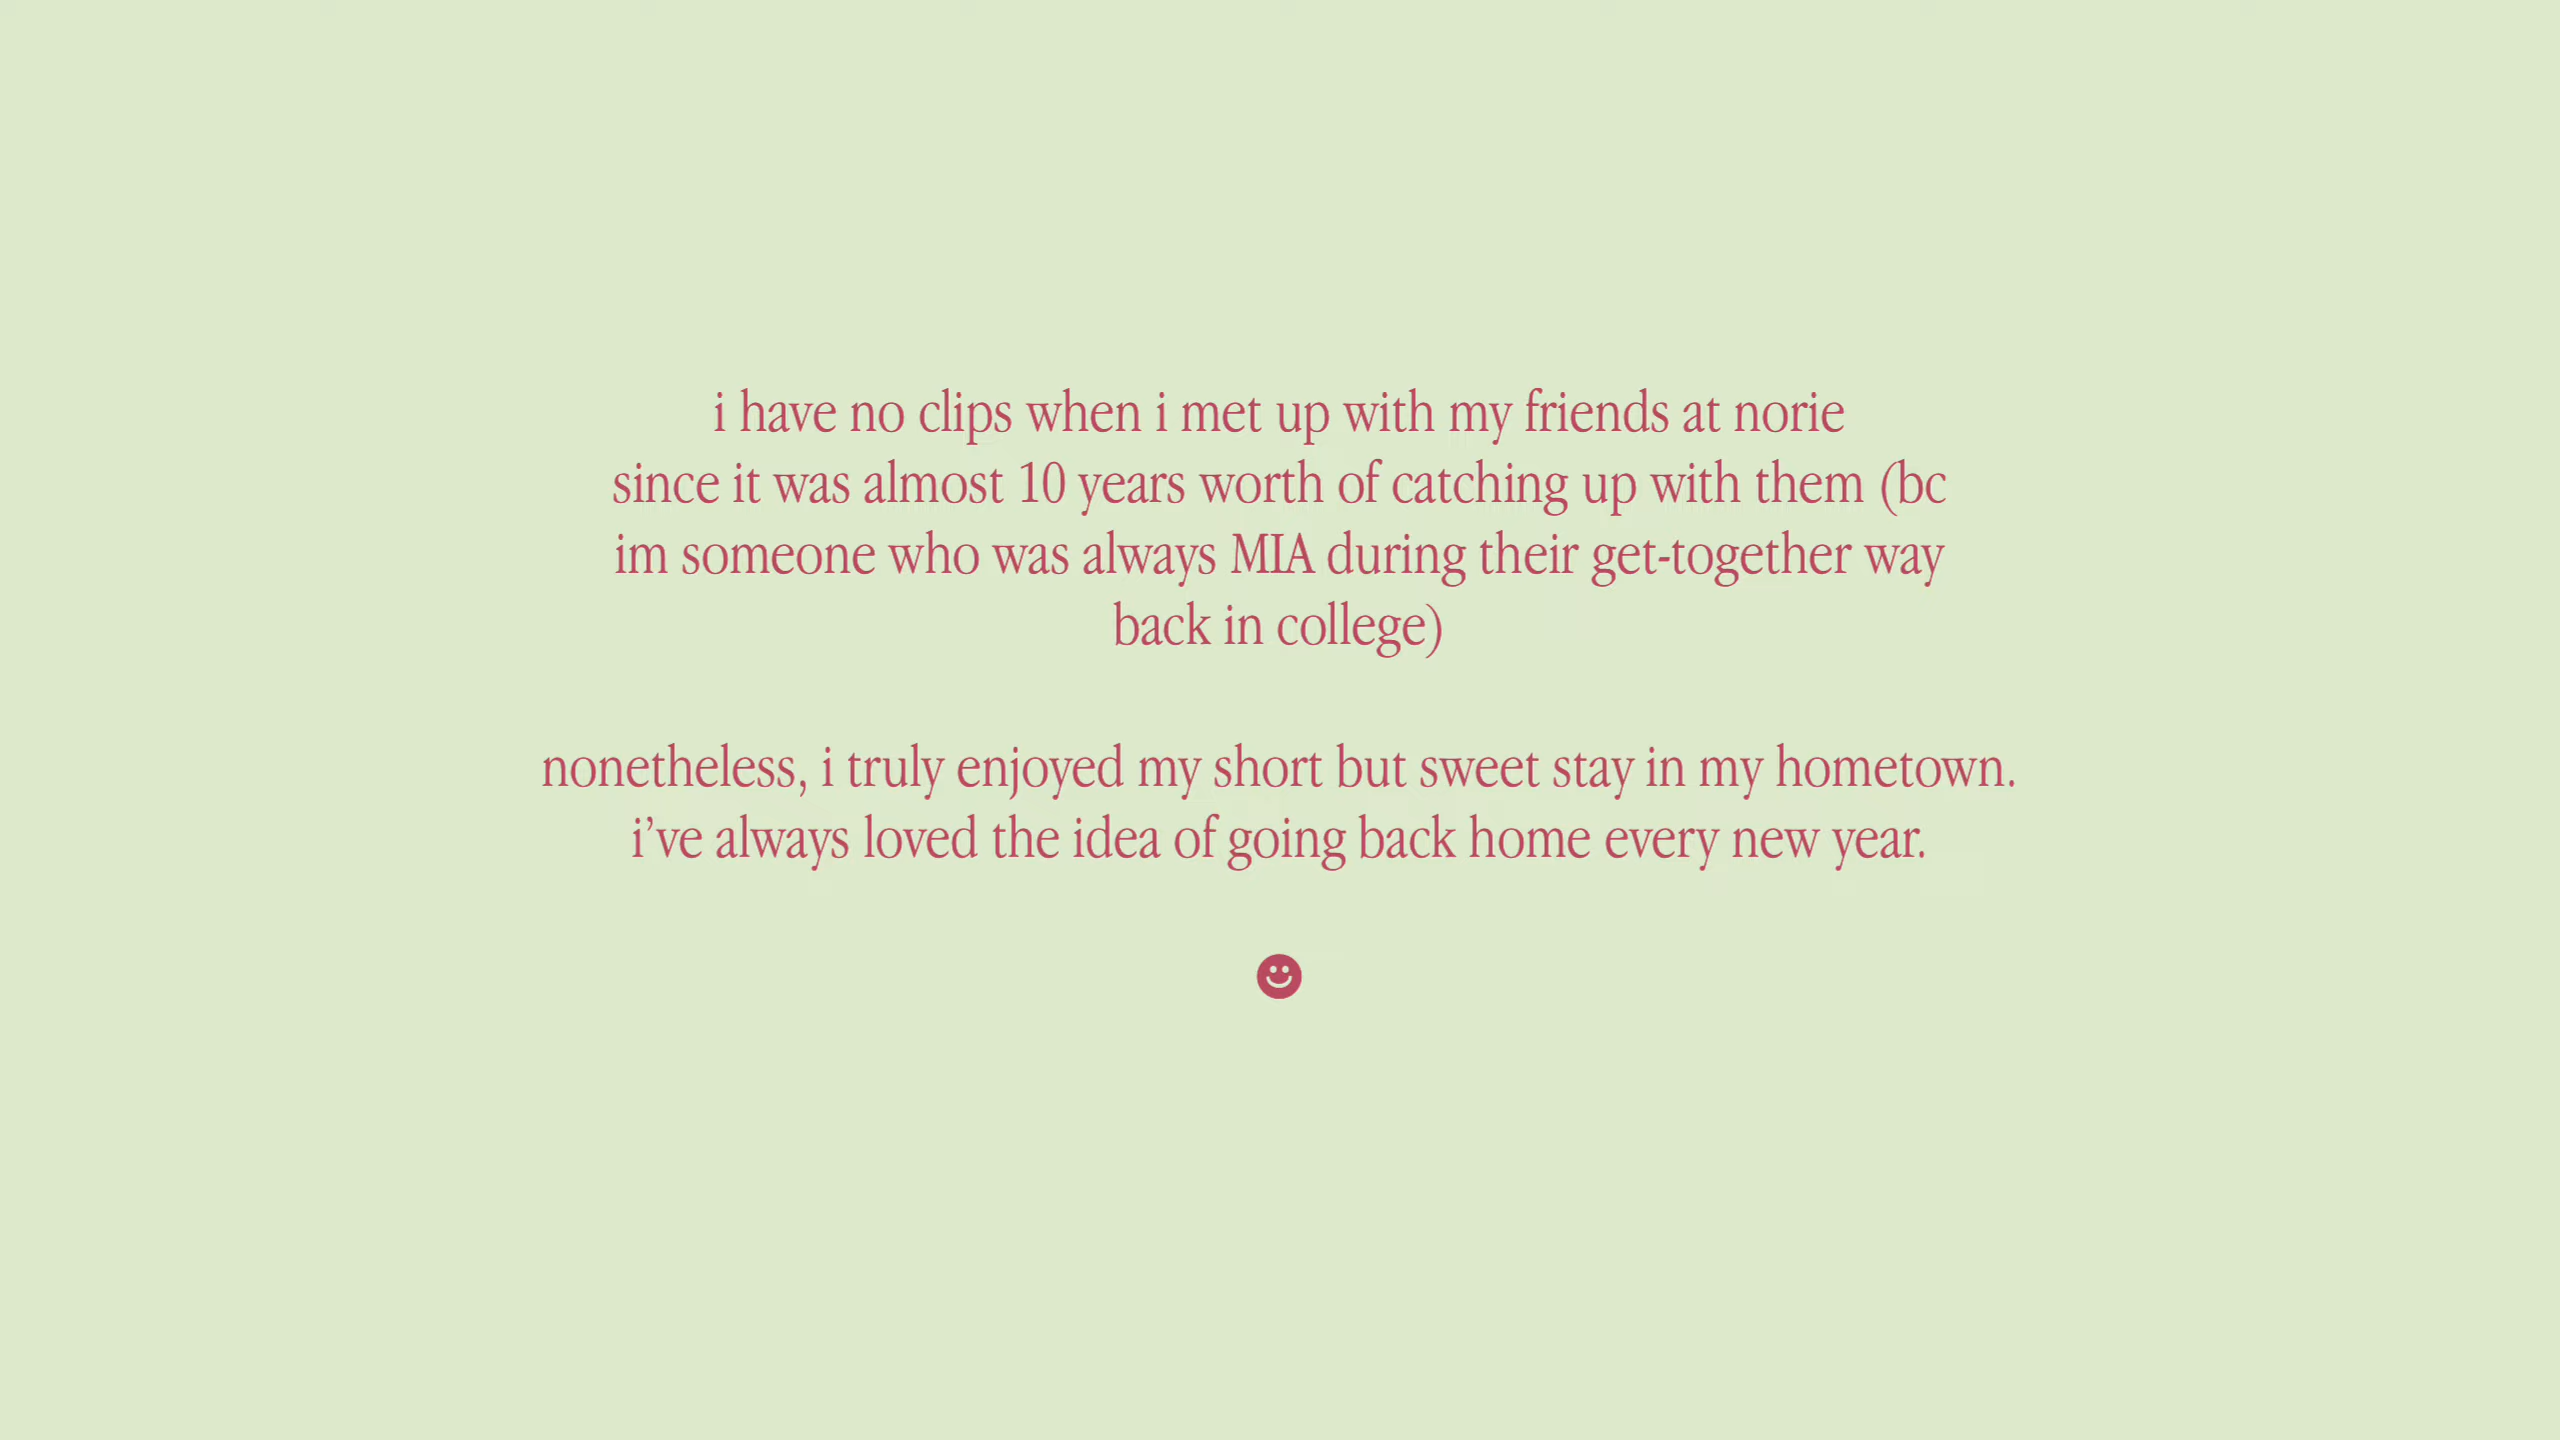 i have no clips when i met up with my friends at norie
since it was almost 10 years worth of catching up with them (bc
im someone who was always MIA during their get-together way
back in college)
nonetheless, i truly enjoyed my short but sweet stay in my hometown.
i’ve always loved the idea of going back home every new year.